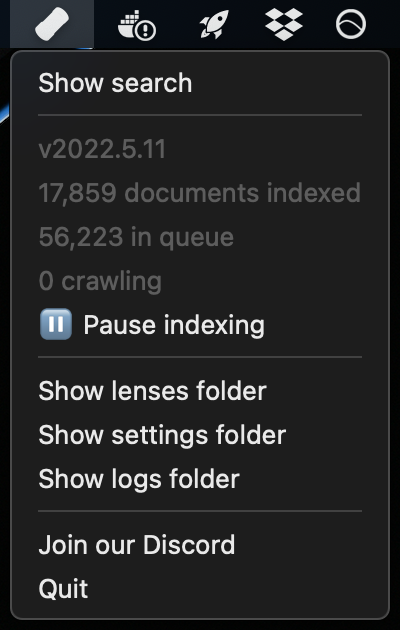 Show search
v2022.5.11
17,859 documents indexed
56,223 in queue
0 crawling
Pause indexing
Show lenses folder
Show settings folder
Show logs folder
Join our Discord
Quit